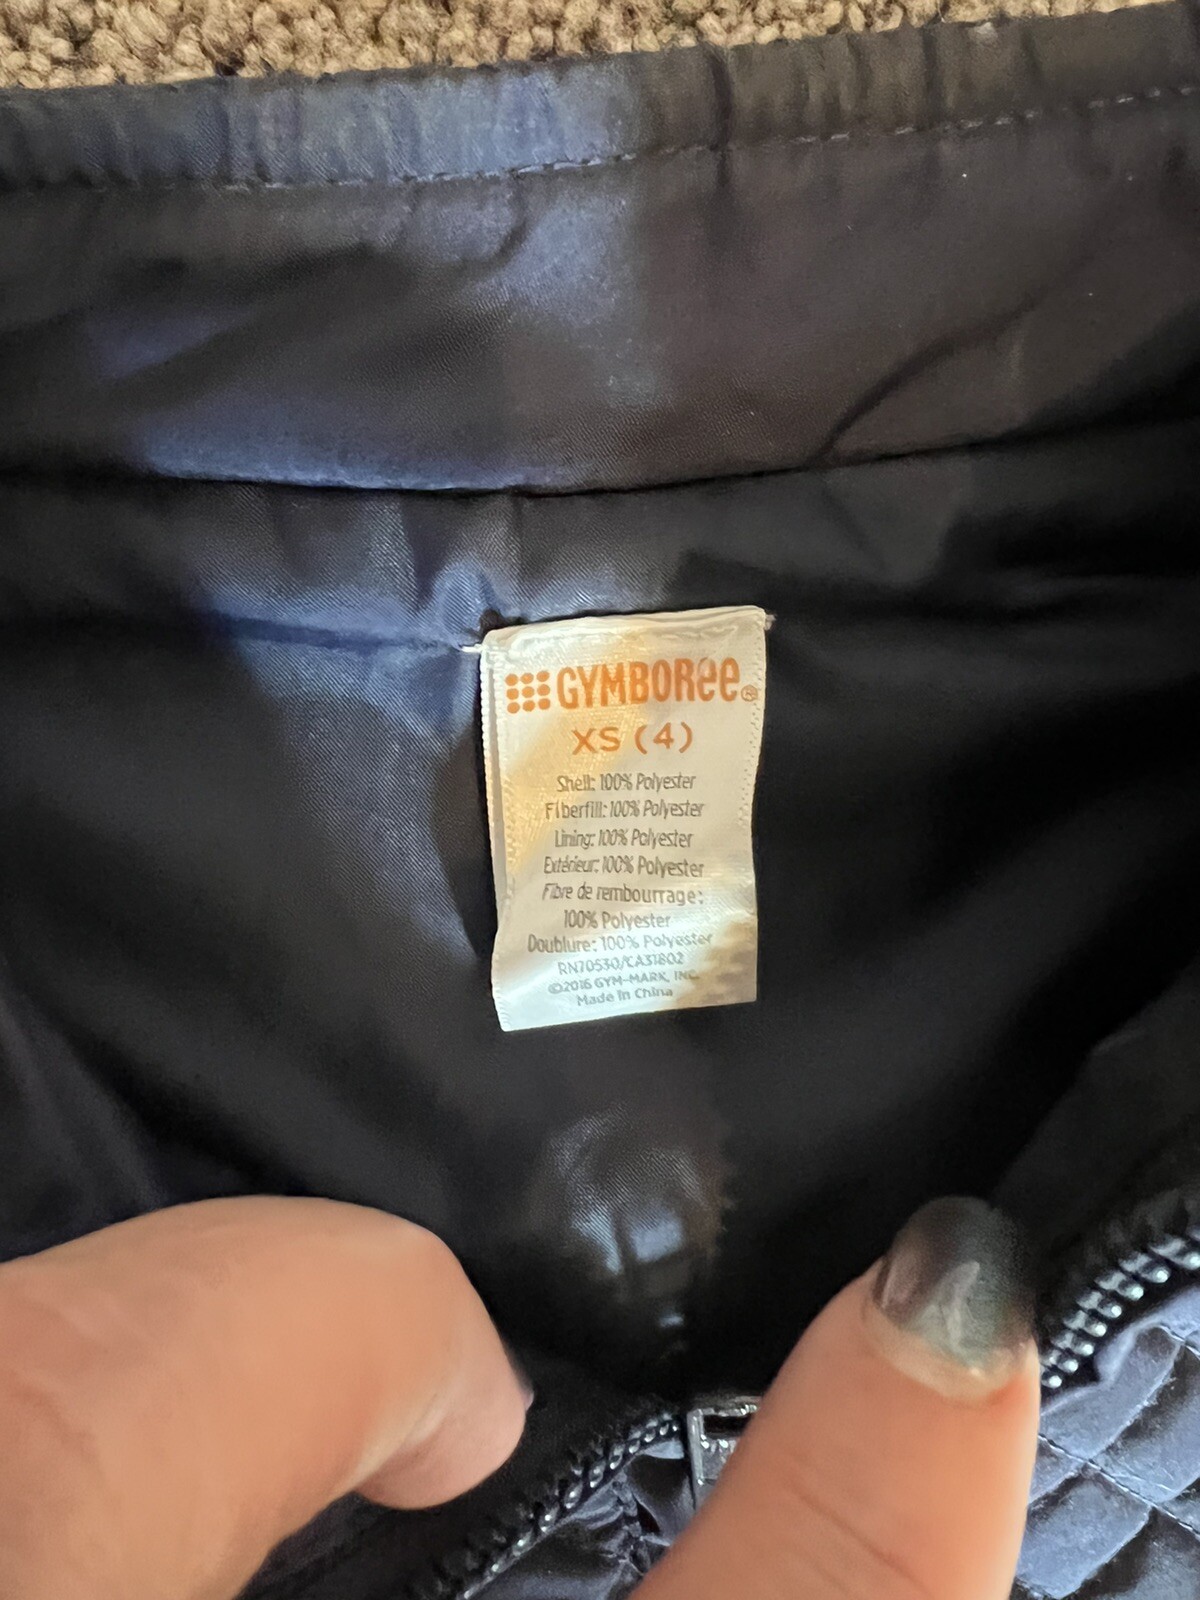 GYMBORee®
XS (4)
Shell: 100% Polyester
Fiberfill: 100% Polyester
Lining: 100% Polyester
Extérieur: 100% Polyester
Fibre de rembourrage:
100% Polyester
Doublure: 100% Polyester
RN70530/CA31802
©2016 GYM-MARK, INC.
Made in China